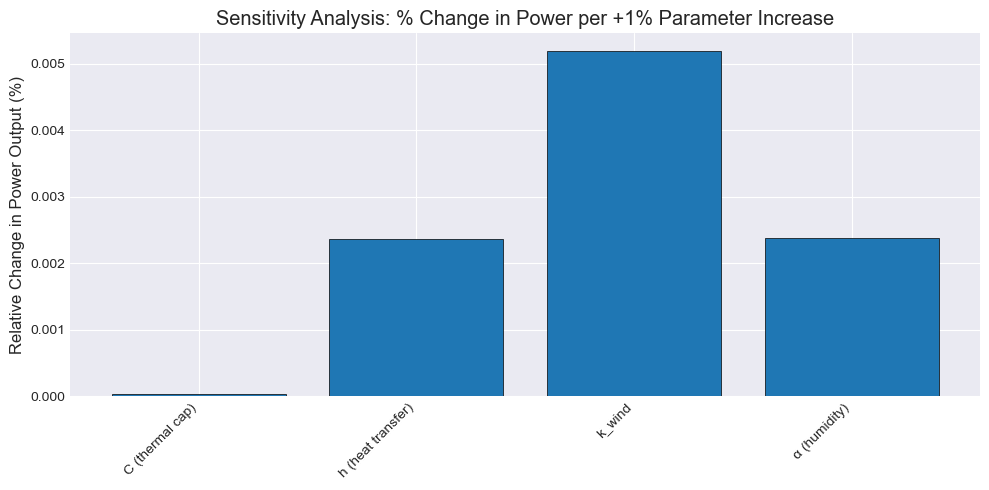 Sensitivity Analysis: % Change in Power per +1% Parameter Increase
Relative Change in Power Output (%)
0.005
0.004
0.003
0.002
0.001
0.000
C (thermal cap)
h (heat transfer)
k_wind
α (humidity)